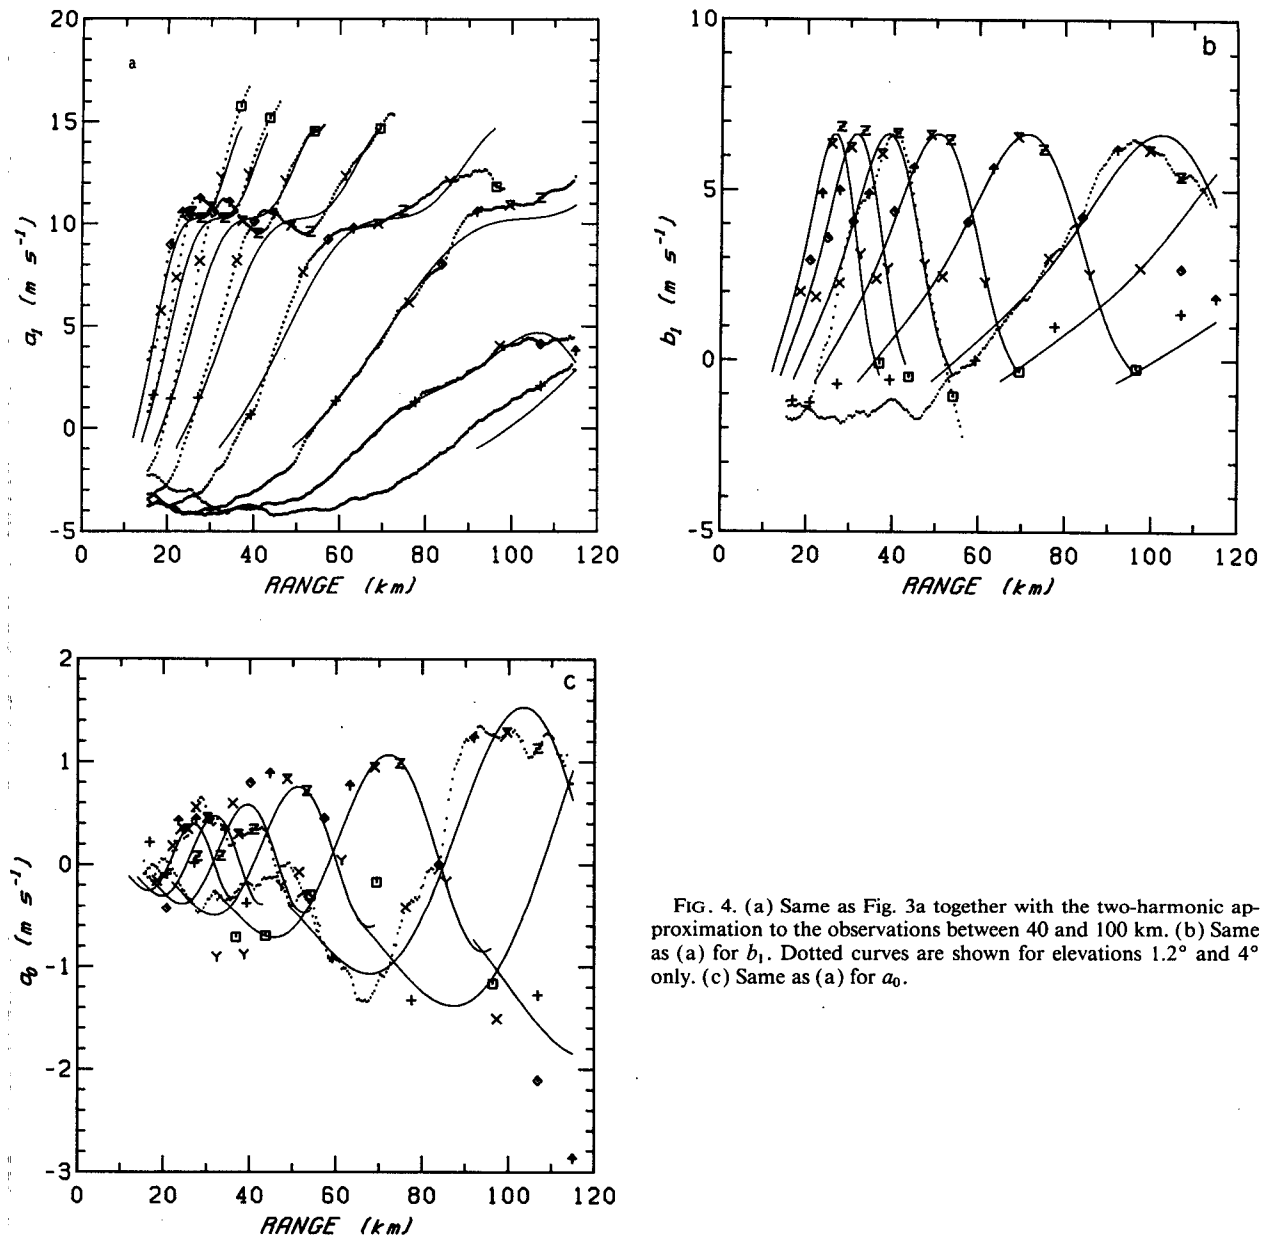 20
15
10
5
0
-5
a
a₁ (m s⁻¹)
0 20 40 60 80 100 120
RANGE (km)
10
5
0
-5
b
b₁ (m s⁻¹)
0 20 40 60 80 100 120
RANGE (km)
2
1
0
-1
-2
-3
c
a₀ (m s⁻¹)
0 20 40 60 80 100 120
RANGE (km)
FIG. 4. (a) Same as Fig. 3a together with the two-harmonic ap-
proximation to the observations between 40 and 100 km. (b) Same
as (a) for b₁. Dotted curves are shown for elevations 1.2° and 4°
only. (c) Same as (a) for a₀.